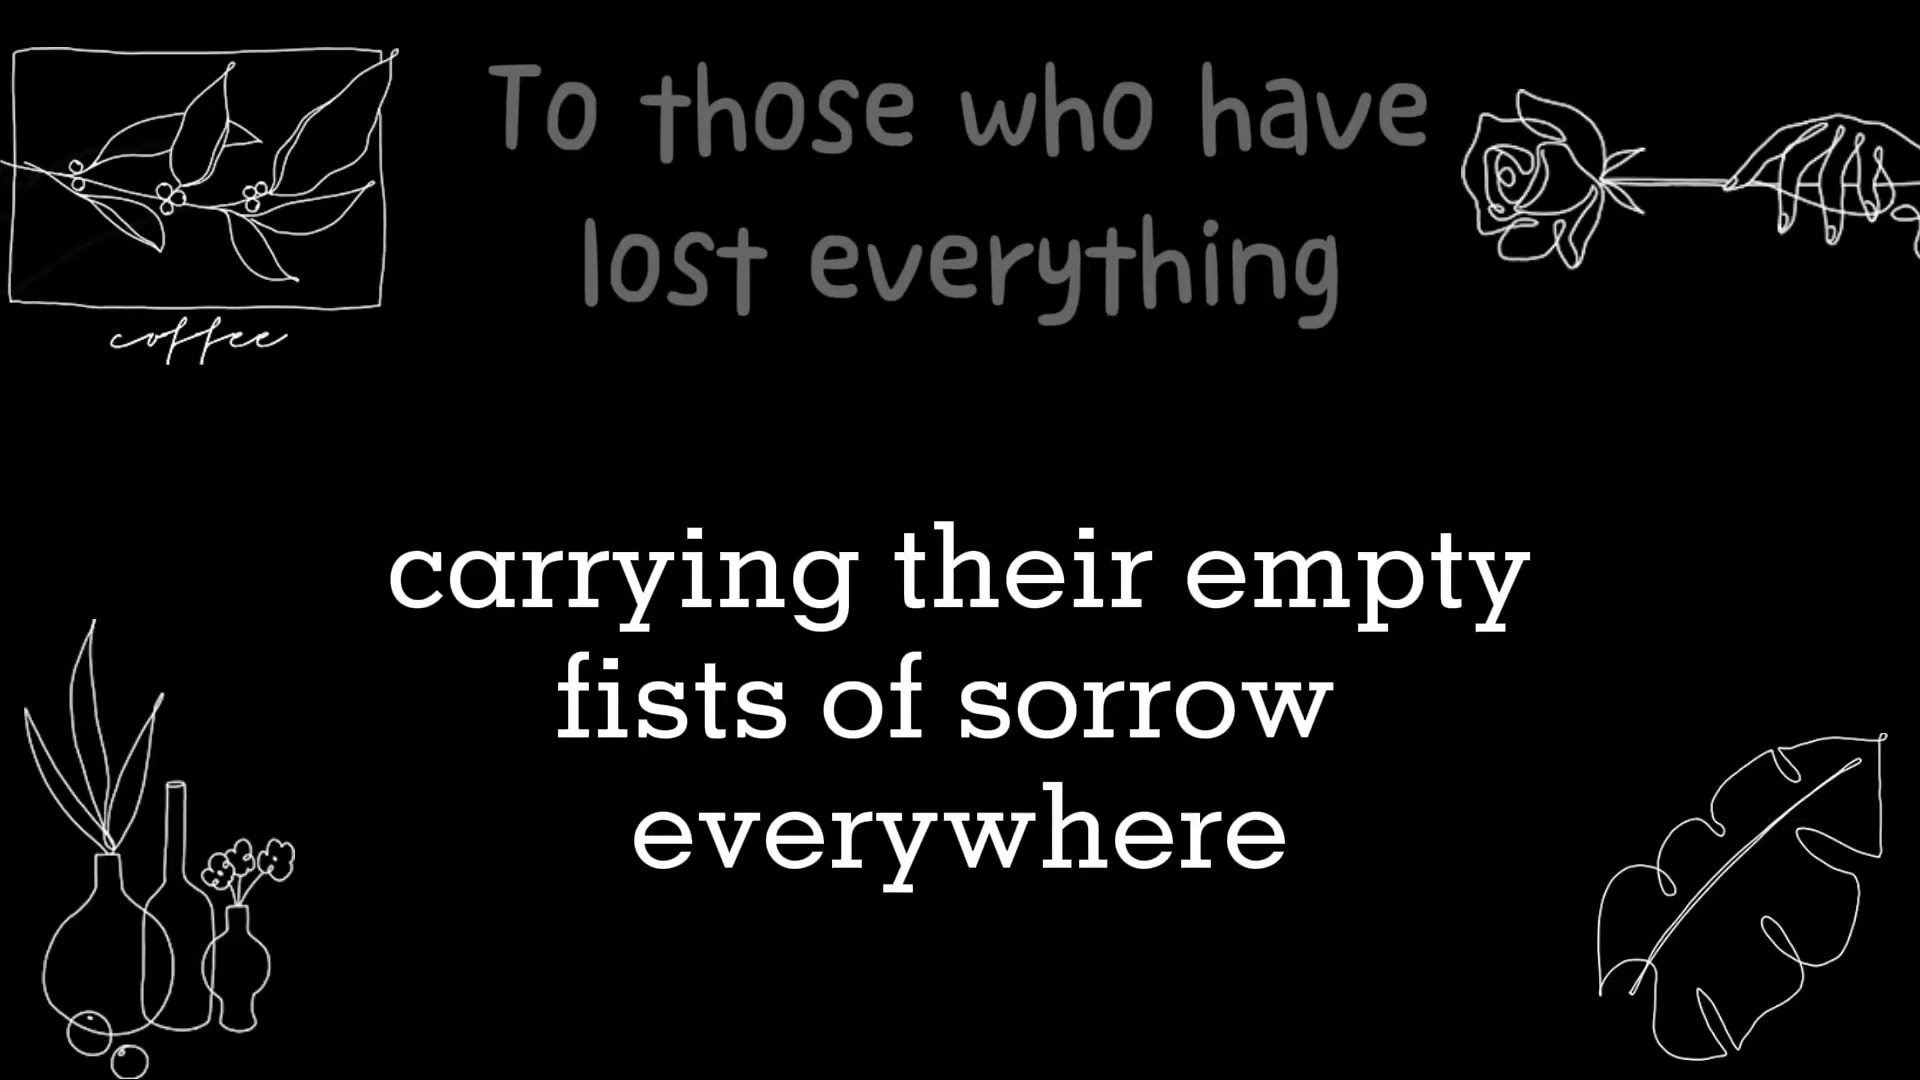 To those who have
lost everything
coffee
carrying their empty
fists of sorrow
everywhere